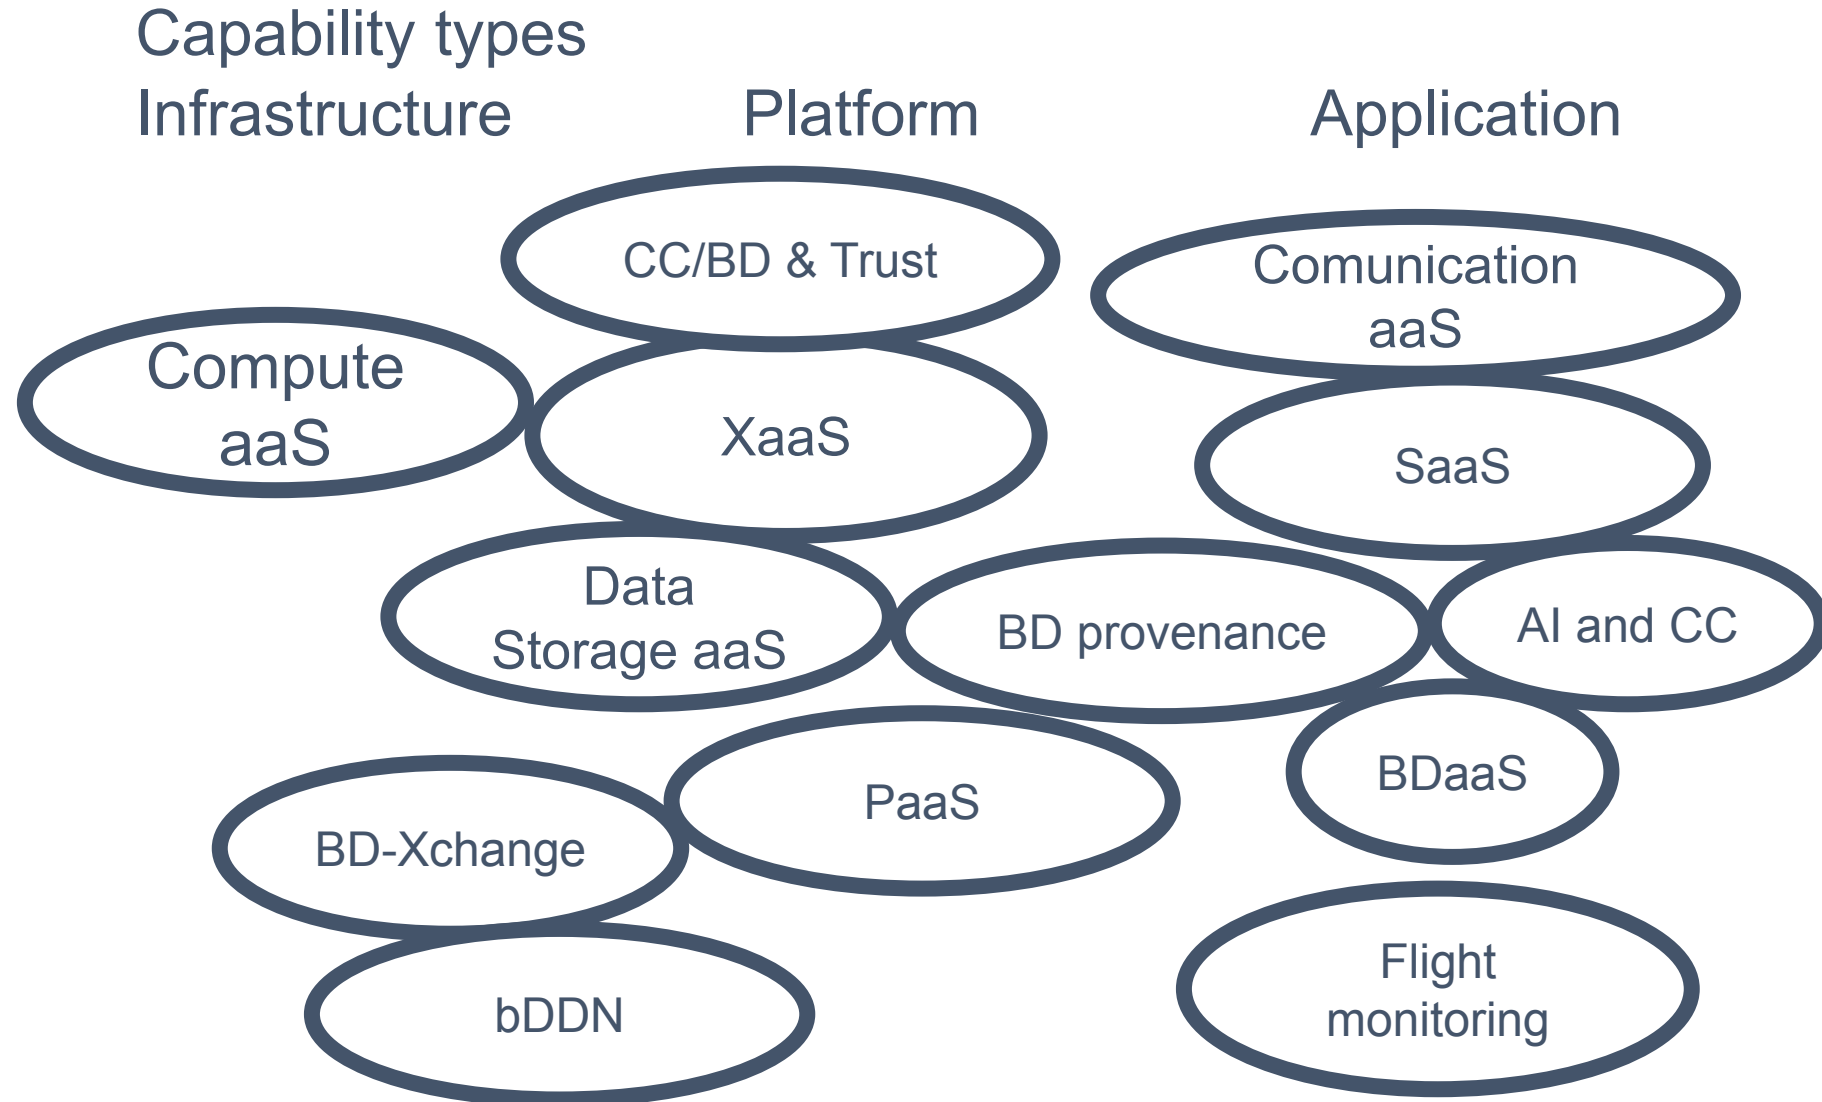 Capability types
Infrastructure
Platform
Application
CC/BD & Trust
Comunication
aaS
Compute
aaS
XaaS
SaaS
Data
Storage aaS
BD provenance
AI and CC
PaaS
BDaaS
BD-Xchange
Flight
monitoring
bDDN